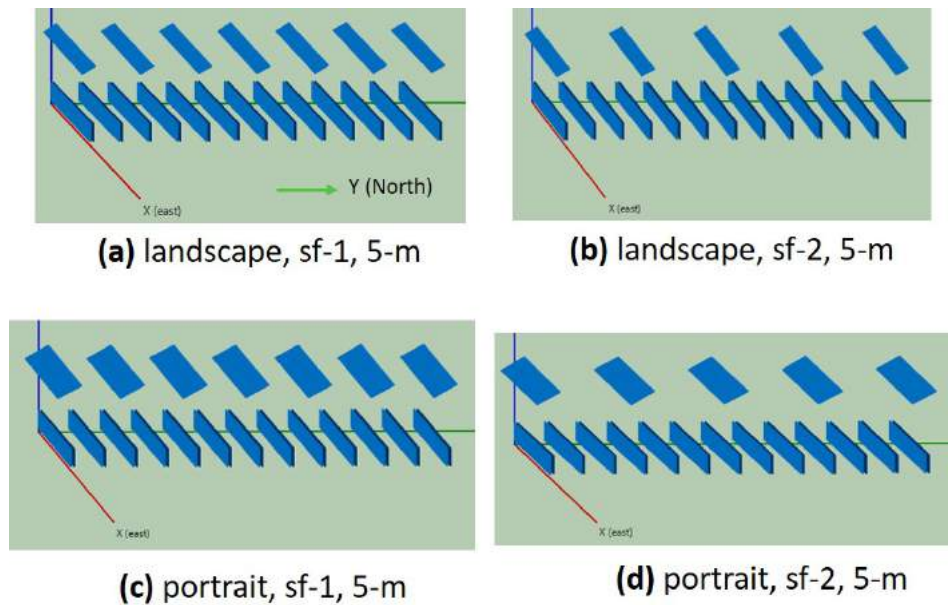 Y (North)
X (east)
(a) landscape, sf-1, 5-m
X (east)
(b) landscape, sf-2, 5-m
X (east)
(c) portrait, sf-1, 5-m
X (east)
(d) portrait, sf-2, 5-m